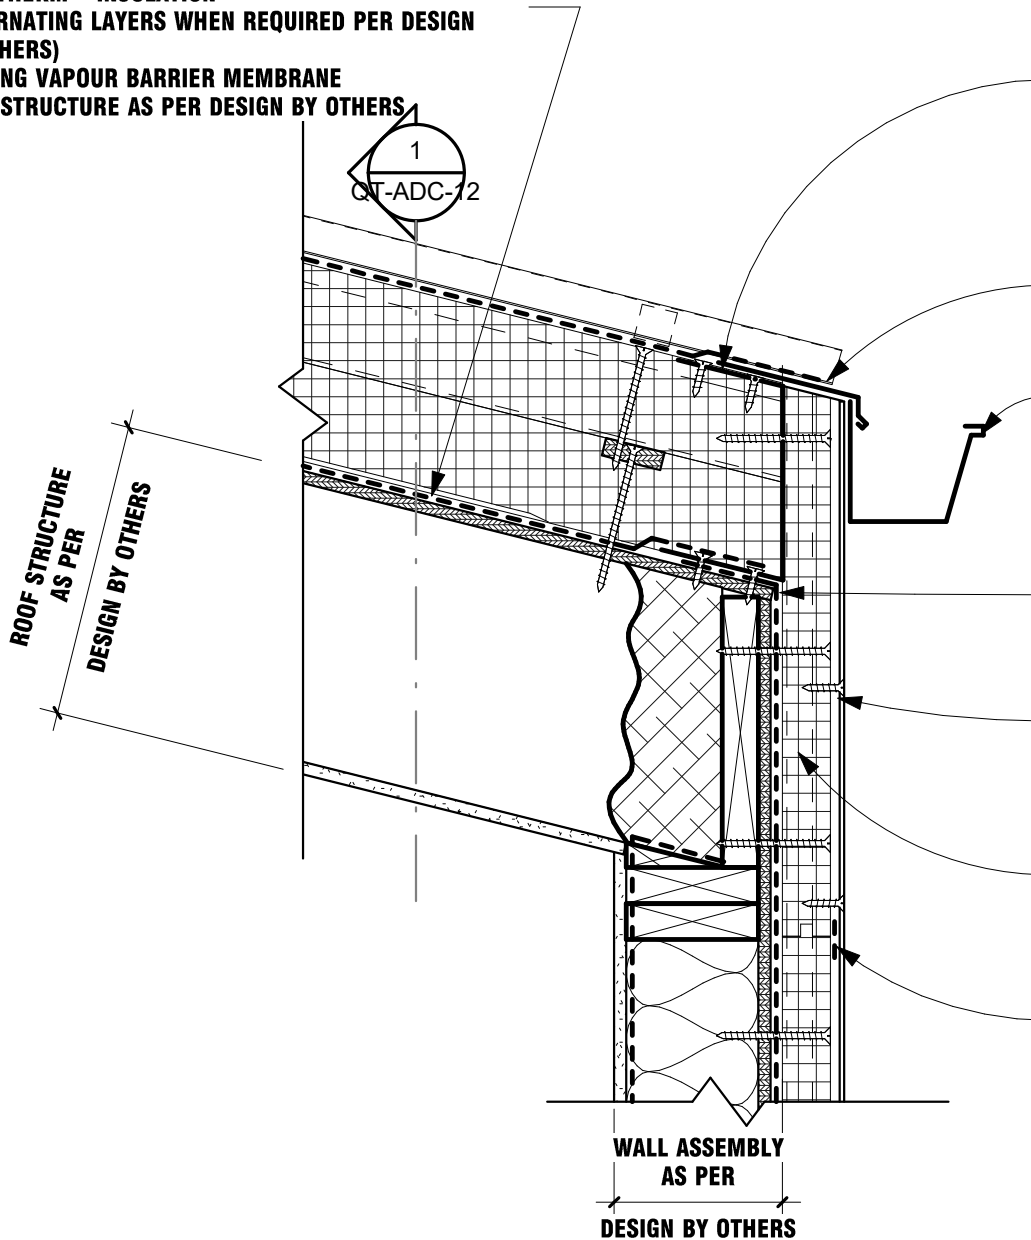 RNATING LAYERS WHEN REQUIRED PER DESIGN
HERS)
NG VAPOUR BARRIER MEMBRANE
STRUCTURE AS PER DESIGN BY OTHERS
1
QT-ADC-12
ROOF STRUCTURE
AS PER
DESIGN BY OTHERS
WALL ASSEMBLY
AS PER
DESIGN BY OTHERS